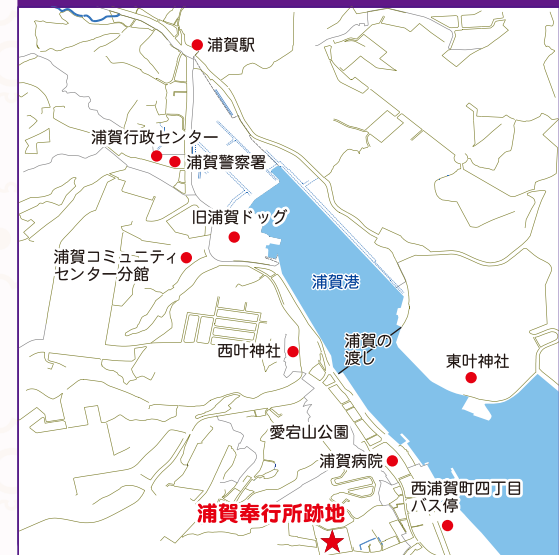 浦賀駅
浦賀行政センター
浦賀警察署
旧浦賀ドッグ
浦賀コミュニティ
センター分館
浦賀港
西叶神社
浦賀の
渡し
東叶神社
愛宕山公園
浦賀病院
西浦賀町四丁目
バス停
浦賀奉行所跡地